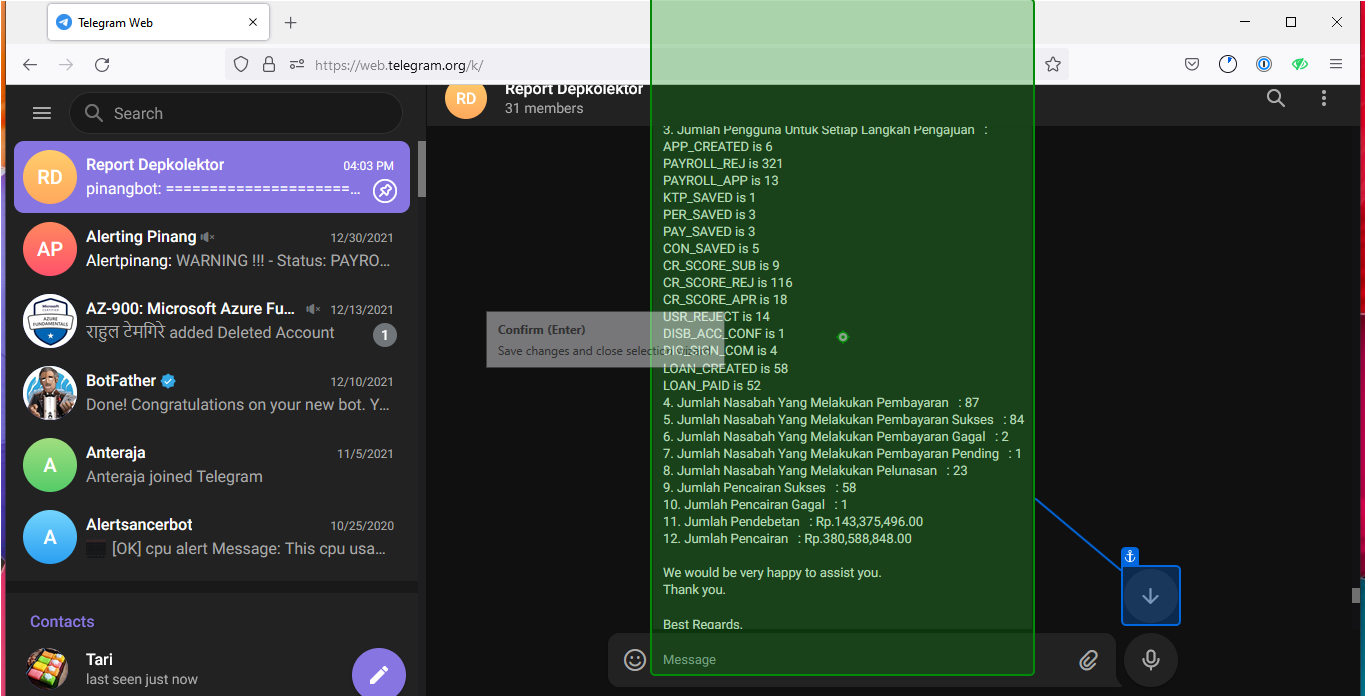 Telegram Web
https://web.telegram.org/k/
Search
RD
Report Depkolektor
04:03 PM
pinangbot: =====================...
AP
Alerting Pinang
12/30/2021
Alertpinang: WARNING !!! - Status: PAYRO...
AZ-900: Microsoft Azure Fu...
12/13/2021
राहुल टेमगिरे added Deleted Account
1
BotFather
12/10/2021
Done! Congratulations on your new bot. Y...
A
Anteraja
11/5/2021
Anteraja joined Telegram
A
Alertsancerbot
10/25/2020
[OK] cpu alert Message: This cpu usa...
Contacts
Tari
last seen just now
RD
Report Depkolektor
31 members
3. Jumlah Pengguna Untuk Setiap Langkah Pengajuan :
APP_CREATED is 6
PAYROLL_REJ is 321
PAYROLL_APP is 13
KTP_SAVED is 1
PER_SAVED is 3
PAY_SAVED is 3
CON_SAVED is 5
CR_SCORE_SUB is 9
CR_SCORE_REJ is 116
CR_SCORE_APR is 18
USR_REJECT is 14
DISB_ACC_CONF is 1
DIG_SIGN_COM is 4
LOAN_CREATED is 58
LOAN_PAID is 52
4. Jumlah Nasabah Yang Melakukan Pembayaran : 87
5. Jumlah Nasabah Yang Melakukan Pembayaran Sukses : 84
6. Jumlah Nasabah Yang Melakukan Pembayaran Gagal : 2
7. Jumlah Nasabah Yang Melakukan Pembayaran Pending : 1
8. Jumlah Nasabah Yang Melakukan Pelunasan : 23
9. Jumlah Pencairan Sukses : 58
10. Jumlah Pencairan Gagal : 1
11. Jumlah Pendebetan : Rp.143,375,496.00
12. Jumlah Pencairan : Rp.380,588,848.00
We would be very happy to assist you.
Thank you.
Best Regards.
Message
Confirm (Enter)
Save changes and close selection